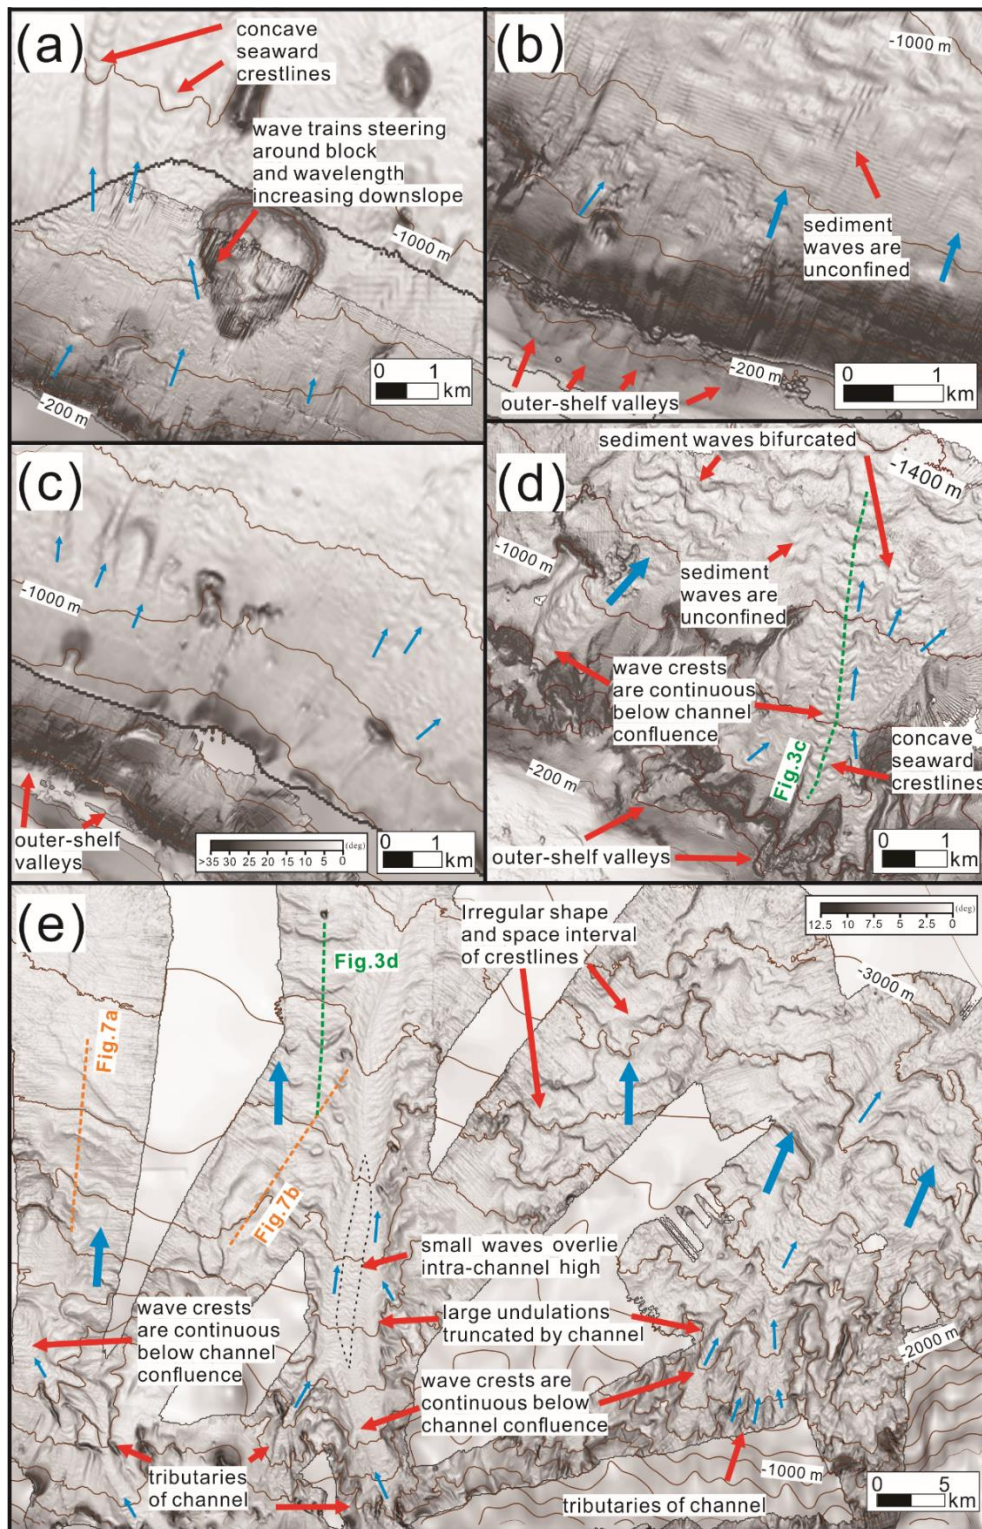 (a)
concave
seaward
crestlines
wave trains steering
around block
and wavelength
increasing downslope
-1000 m
-200 m
0 1
km
(b)
-1000 m
sediment
waves are
unconfined
-200 m
outer-shelf valleys
0 1
km
(c)
-1000 m
outer-shelf
valleys
>35 30 25 20 15 10 5 0 (deg)
0 1
km
(d)
sediment waves bifurcated
-1400 m
-1000 m
sediment
waves are
unconfined
wave crests
are continuous
below channel
confluence
concave
seaward
crestlines
Fig.3c
-200 m
outer-shelf valleys
0 1
km
(e)
Irregular shape
and space interval
of crestlines
12.5 10 7.5 5 2.5 0 (deg)
Fig.3d
-3000 m
Fig.7a
Fig.7b
small waves overlie
intra-channel high
wave crests
are continuous
below channel
confluence
large undulations
truncated by channel
-2000 m
wave crests are
continuous below
channel confluence
tributaries
of channel
-1000 m
tributaries of channel
0 5
km